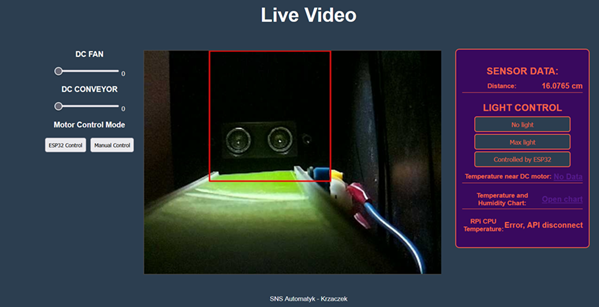 Live Video
DC FAN
0
DC CONVEYOR
0
Motor Control Mode
ESP32 Control
Manual Control
SENSOR DATA:
Distance: 16.0765 cm
LIGHT CONTROL
No light
Max light
Controlled by ESP32
Temperature near DC motor: No Data
Temperature and
Humidity Chart: Open chart
RPi CPU
Temperature: Error, API disconnect
SNS Automatyk - Krzaczek